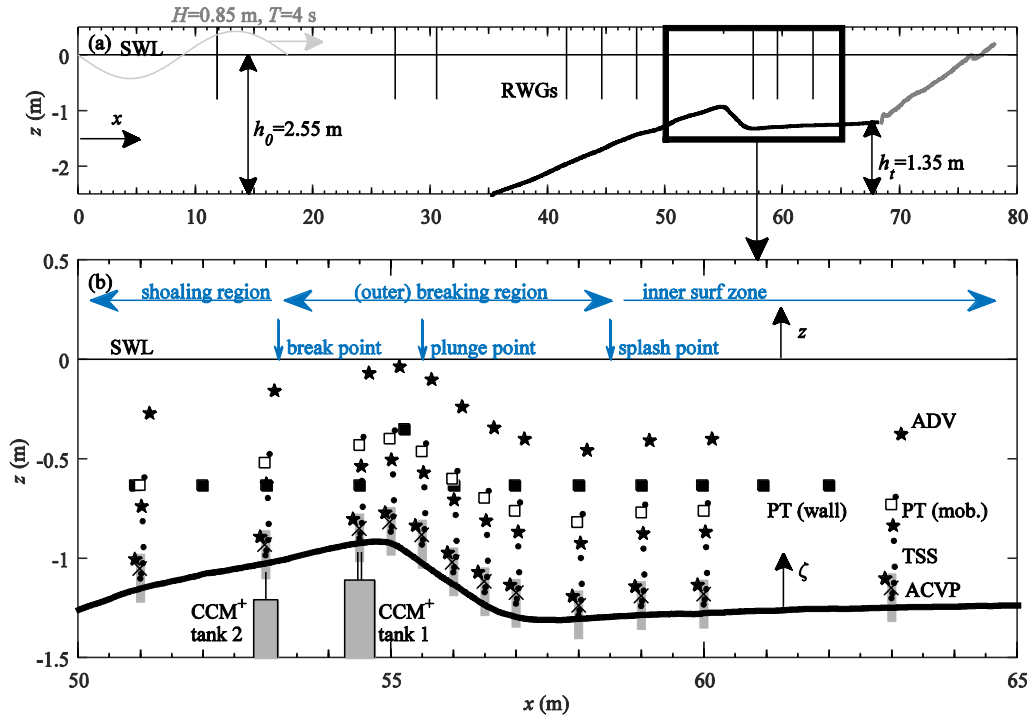 H=0.85 m, T=4 s
(a) SWL
RWGs
x
h0=2.55 m
ht=1.35 m
z (m)
0
-1
-2
0 10 20 30 40 50 60 70 80
(b)
shoaling region (outer) breaking region inner surf zone
z
SWL break point plunge point splash point
ADV
PT (wall) PT (mob.)
TSS
ζ
ACVP
CCM+
tank 2
CCM+
tank 1
z (m)
0.5
0
-0.5
-1
-1.5
50 55 60 65
x (m)